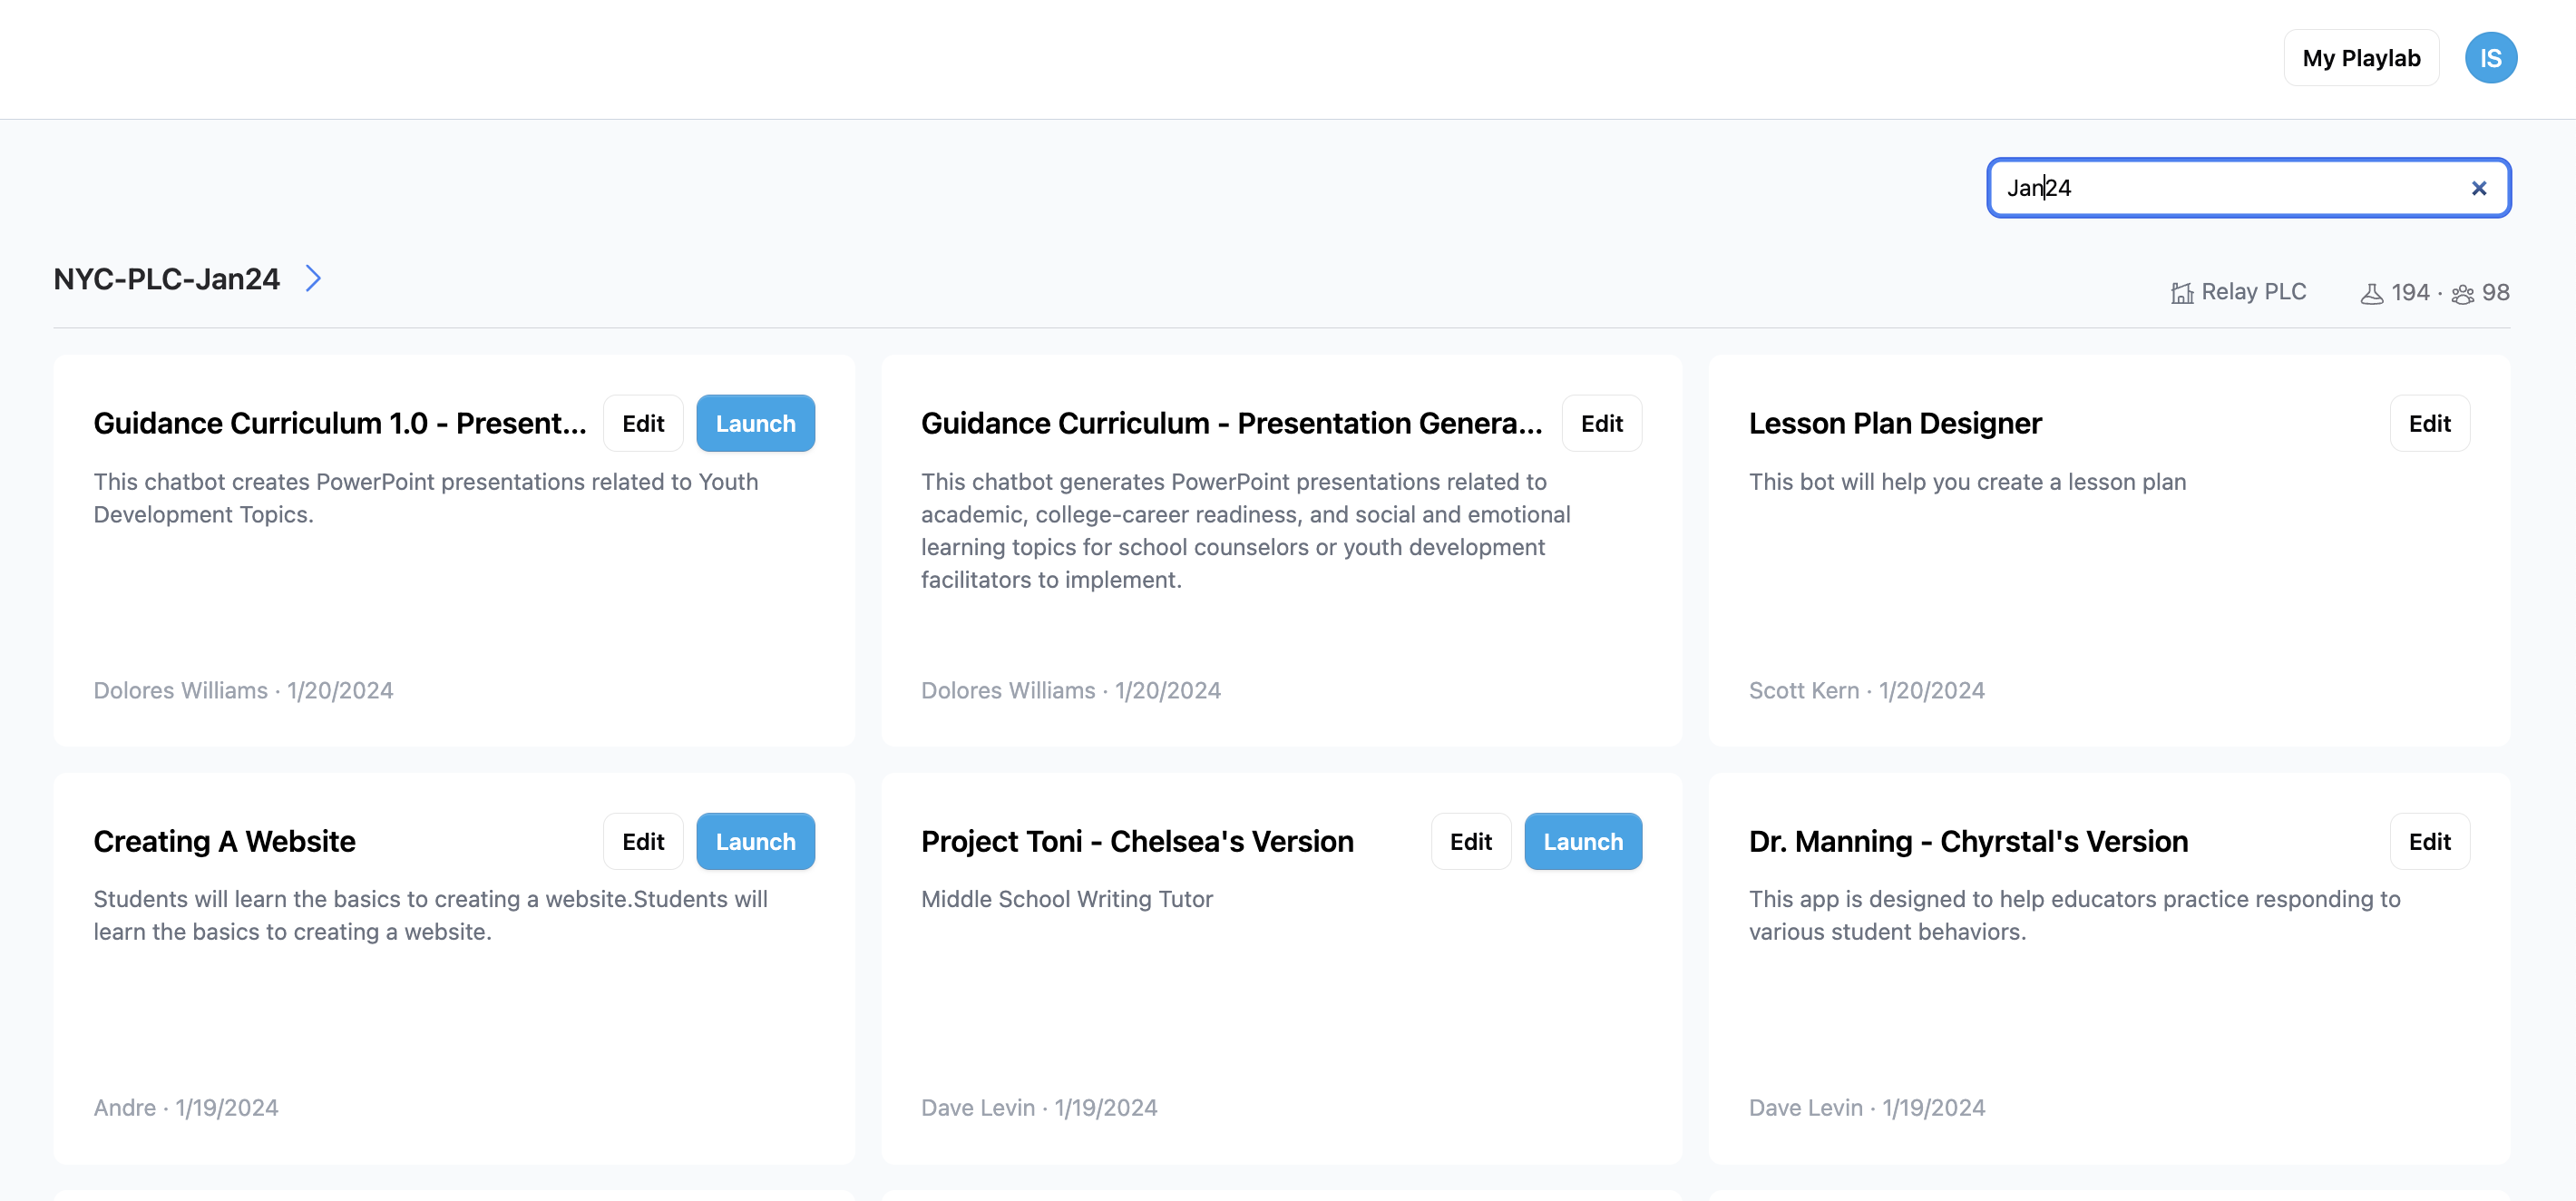 My Playlab
IS
Jan24
NYC-PLC-Jan24
Relay PLC
194 · 98
Guidance Curriculum 1.0 - Present...
Edit
Launch
This chatbot creates PowerPoint presentations related to Youth
Development Topics.
Dolores Williams · 1/20/2024
Guidance Curriculum - Presentation Genera...
Edit
This chatbot generates PowerPoint presentations related to
academic, college-career readiness, and social and emotional
learning topics for school counselors or youth development
facilitators to implement.
Dolores Williams · 1/20/2024
Lesson Plan Designer
Edit
This bot will help you create a lesson plan
Scott Kern · 1/20/2024
Creating A Website
Edit
Launch
Students will learn the basics to creating a website.Students will
learn the basics to creating a website.
Andre · 1/19/2024
Project Toni - Chelsea's Version
Edit
Launch
Middle School Writing Tutor
Dave Levin · 1/19/2024
Dr. Manning - Chyrstal's Version
Edit
This app is designed to help educators practice responding to
various student behaviors.
Dave Levin · 1/19/2024